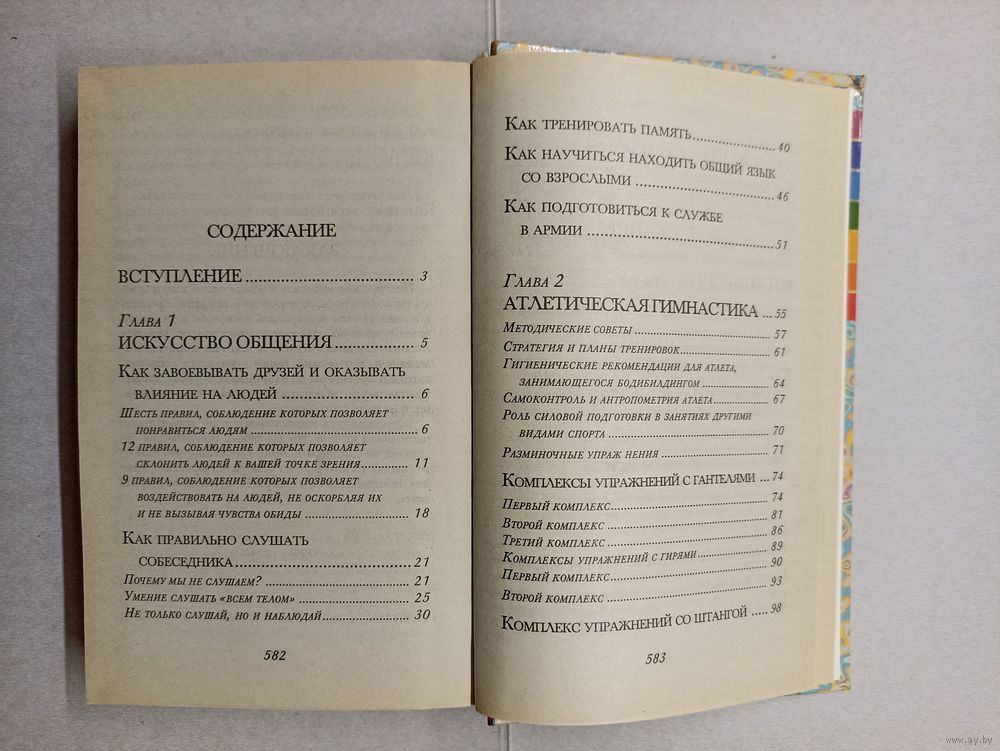 СОДЕРЖАНИЕ
ВСТУПЛЕНИЕ ........ 3
Глава 1
ИСКУССТВО ОБЩЕНИЯ ........ 5
Как завоевывать друзей и оказывать
влияние на людей ........ 6
Шесть правил, соблюдение которых позволяет
понравиться людям ........ 6
12 правил, соблюдение которых позволяет
склонить людей к вашей точке зрения ........ 11
9 правил, соблюдение которых позволяет
воздействовать на людей, не оскорбляя их
и не вызывая чувства обиды ........ 18
Как правильно слушать
собеседника ........ 21
Почему мы не слушаем? ........ 21
Умение слушать «всем телом» ........ 25
Не только слушай, но и наблюдай ........ 30
582
Как тренировать память ........ 40
Как научиться находить общий язык
со взрослыми ........ 46
Как подготовиться к службе
в армии ........ 51
Глава 2
АТЛЕТИЧЕСКАЯ ГИМНАСТИКА ... 55
Методические советы ........ 57
Стратегия и планы тренировок ........ 61
Гигиенические рекомендации для атлета,
занимающегося бодибилдингом ........ 64
Самоконтроль и антропометрия атлета ........ 67
Роль силовой подготовки в занятиях другими
видами спорта ........ 70
Разминочные упраж нения ........ 71
Комплексы упражнений с гантелями ... 74
Первый комплекс ........ 74
Второй комплекс ........ 81
Третий комплекс ........ 86
Комплексы упражнений с гирями ........ 89
Первый комплекс ........ 90
Второй комплекс ........ 93
Комплекс упражнений со штангой ..... 98
583
www.ay.by